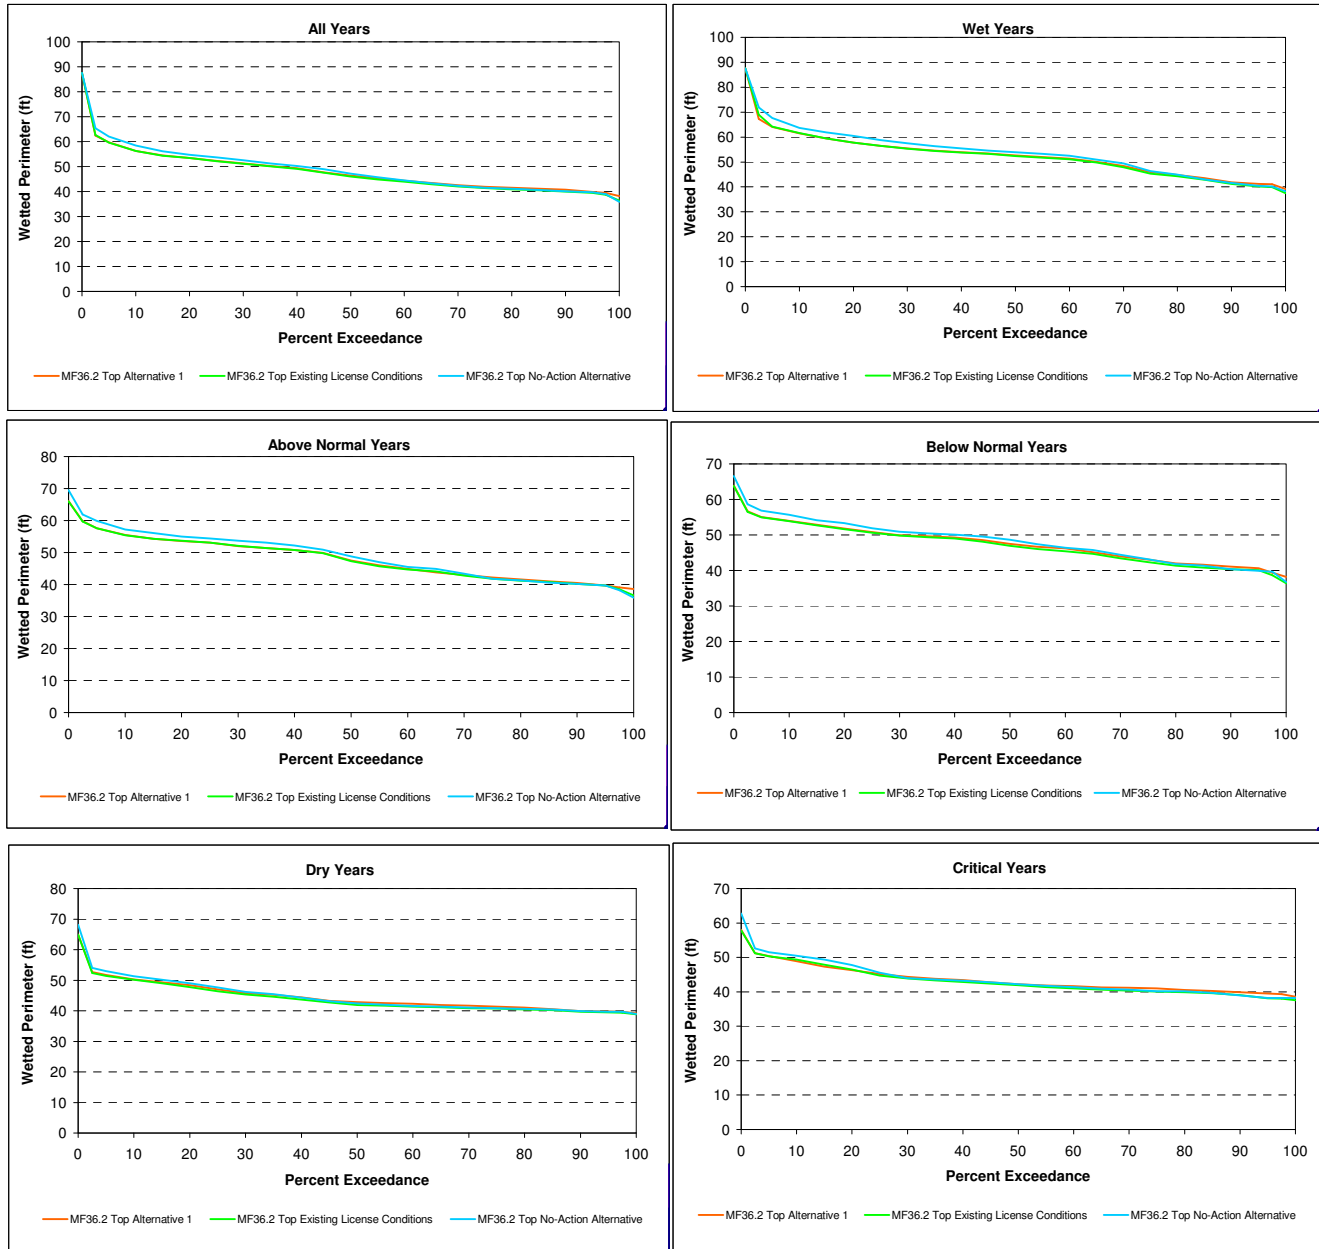 All Years
Wetted Perimeter (ft)
100
90
80
70
60
50
40
30
20
10
0
0 10 20 30 40 50 60 70 80 90 100
Percent Exceedance
MF36.2 Top Alternative 1 MF36.2 Top Existing License Conditions MF36.2 Top No-Action Alternative
Wet Years
Wetted Perimeter (ft)
100
90
80
70
60
50
40
30
20
10
0
0 10 20 30 40 50 60 70 80 90 100
Percent Exceedance
MF36.2 Top Alternative 1 MF36.2 Top Existing License Conditions MF36.2 Top No-Action Alternative
Above Normal Years
Wetted Perimeter (ft)
80
70
60
50
40
30
20
10
0
0 10 20 30 40 50 60 70 80 90 100
Percent Exceedance
MF36.2 Top Alternative 1 MF36.2 Top Existing License Conditions MF36.2 Top No-Action Alternative
Below Normal Years
Wetted Perimeter (ft)
70
60
50
40
30
20
10
0
0 10 20 30 40 50 60 70 80 90 100
Percent Exceedance
MF36.2 Top Alternative 1 MF36.2 Top Existing License Conditions MF36.2 Top No-Action Alternative
Dry Years
Wetted Perimeter (ft)
80
70
60
50
40
30
20
10
0
0 10 20 30 40 50 60 70 80 90 100
Percent Exceedance
MF36.2 Top Alternative 1 MF36.2 Top Existing License Conditions MF36.2 Top No-Action Alternative
Critical Years
Wetted Perimeter (ft)
70
60
50
40
30
20
10
0
0 10 20 30 40 50 60 70 80 90 100
Percent Exceedance
MF36.2 Top Alternative 1 MF36.2 Top Existing License Conditions MF36.2 Top No-Action Alternative